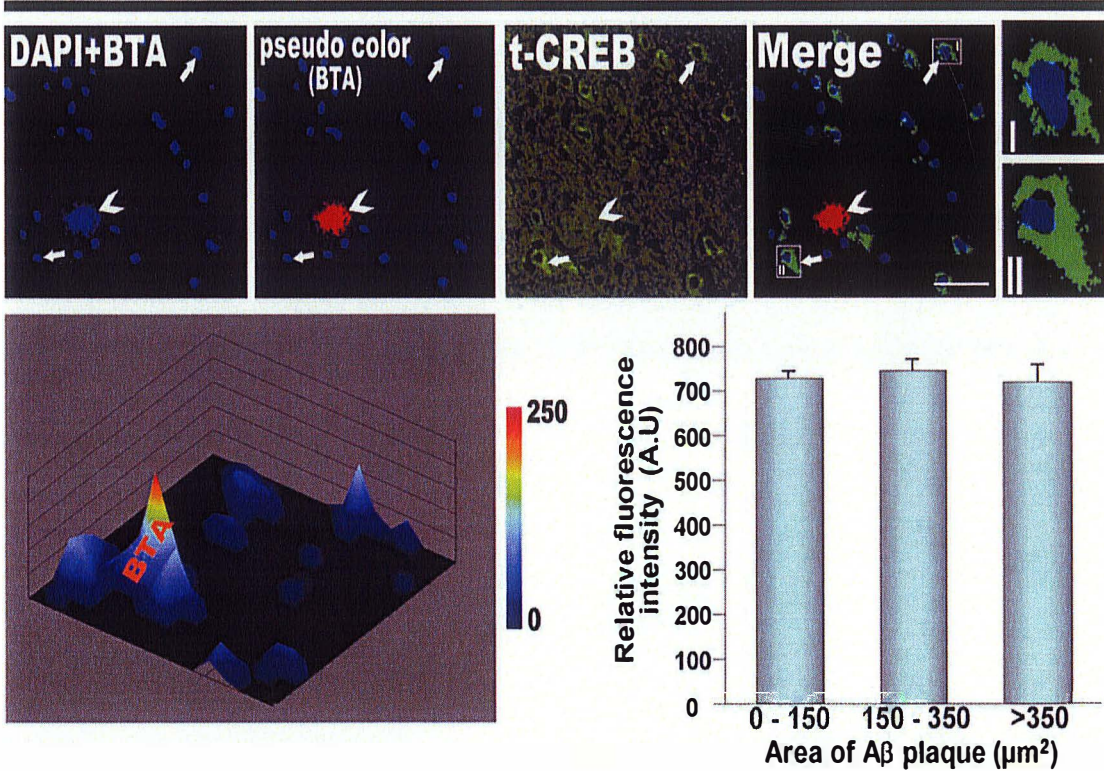 DAPI+BTA
pseudo color
(BTA)
t-CREB
Merge
I
II
I
II
BTA
250
0
Relative fluorescence
intensity (A.U)
800
700
600
500
400
300
200
100
0
0 - 150
150 - 350
>350
Area of Aβ plaque (µm²)